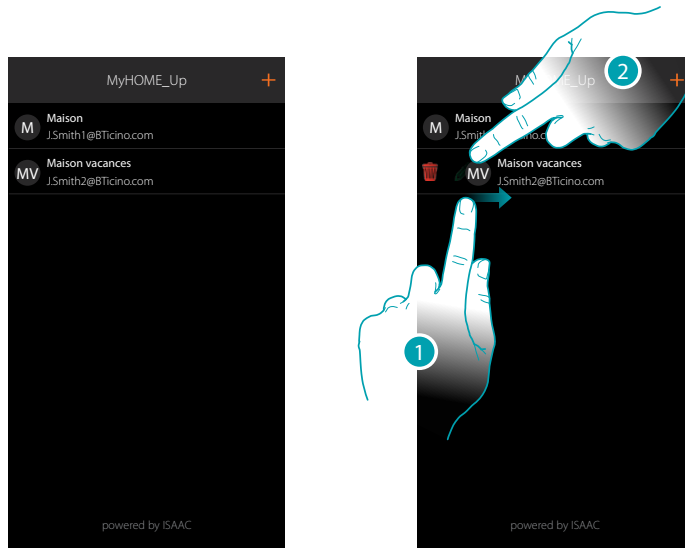 MyHOME_Up
M
Maison
J.Smith1@BTicino.com
MV
Maison vacances
J.Smith2@BTicino.com
powered by ISAAC
2
M
Maison
MV
Maison vacances
J.Smith2@BTicino.com
1
powered by ISAAC